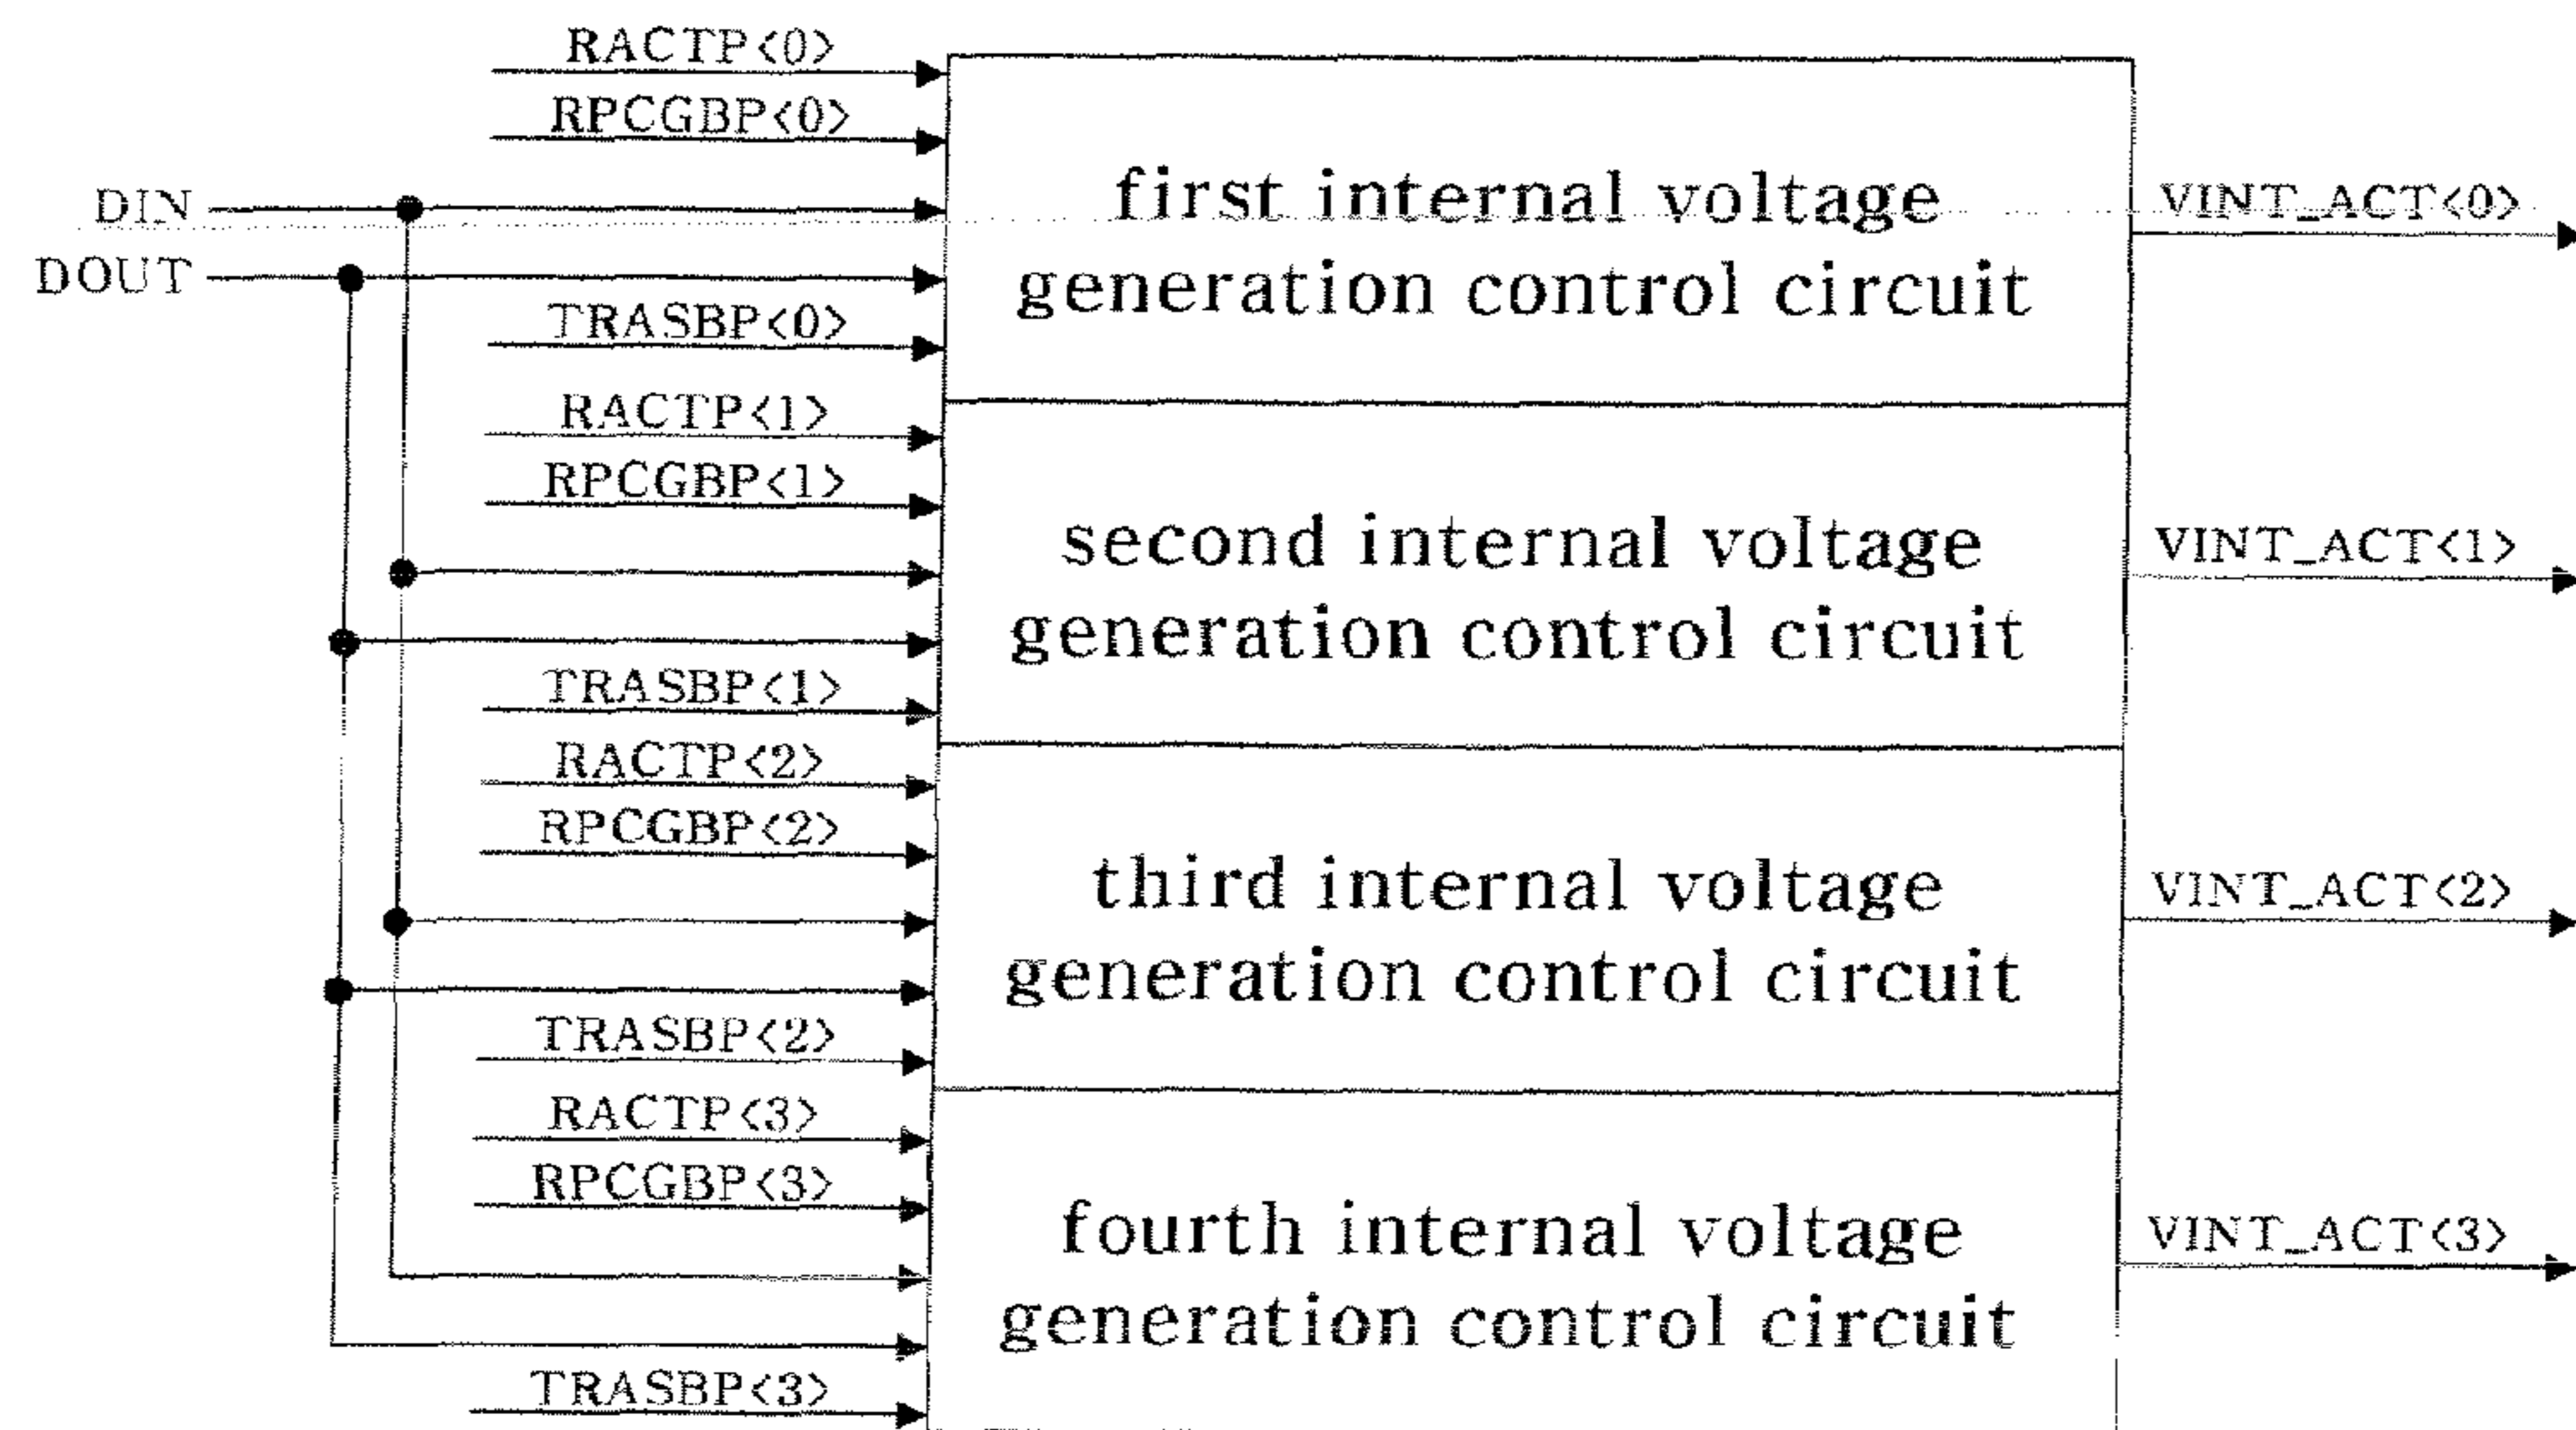 RACTP<0>
RPCGBP<0>
DIN
DOUT
TRASBP<0>
first internal voltage
generation control circuit
VINT_ACT<0>
RACTP<1>
RPCGBP<1>
TRASBP<1>
second internal voltage
generation control circuit
VINT_ACT<1>
RACTP<2>
RPCGBP<2>
TRASBP<2>
third internal voltage
generation control circuit
VINT_ACT<2>
RACTP<3>
RPCGBP<3>
TRASBP<3>
fourth internal voltage
generation control circuit
VINT_ACT<3>